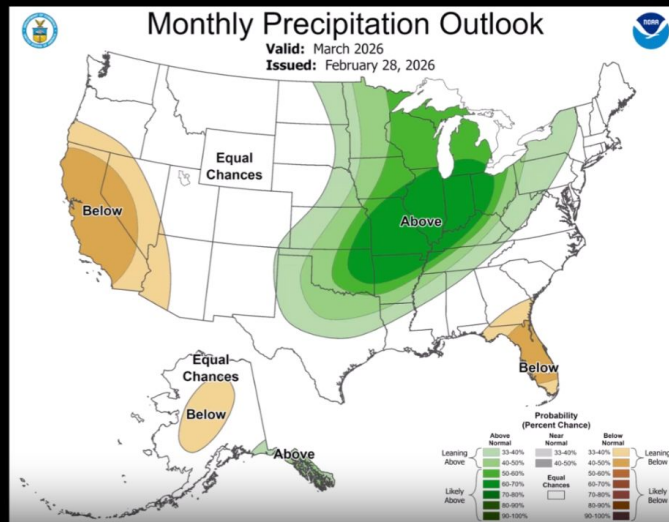 Monthly Precipitation Outlook
Valid: March 2026
Issued: February 28, 2026
NOAA
Equal
Chances
Below
Above
Below
Equal
Chances
Below
Above
Probability
(Percent Chance)
Above
Normal
Near
Normal
Below
Normal
Leaning
Above
33-40%
40-50%
33-40%
40-50%
33-40%
40-50%
Leaning
Below
Likely
Above
50-60%
60-70%
70-80%
80-90%
90-100%
Equal
Chances
50-60%
60-70%
70-80%
80-90%
90-100%
Likely
Below